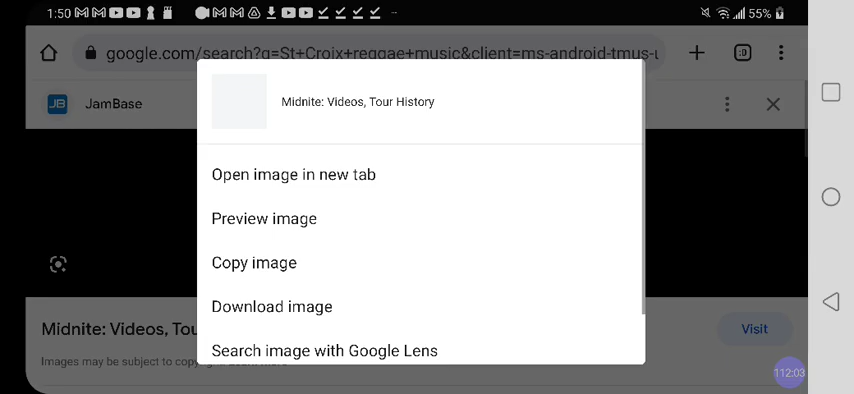 1:50 55%
google.com/search?q=St+Croix+reggae+music&client=ms-android-tmus-u
:D
JB JamBase
Midnite: Videos, Tour History
Open image in new tab
Preview image
Copy image
Download image
Search image with Google Lens
Midnite: Videos, Tou
Visit
Images may be subject to copy
112:03